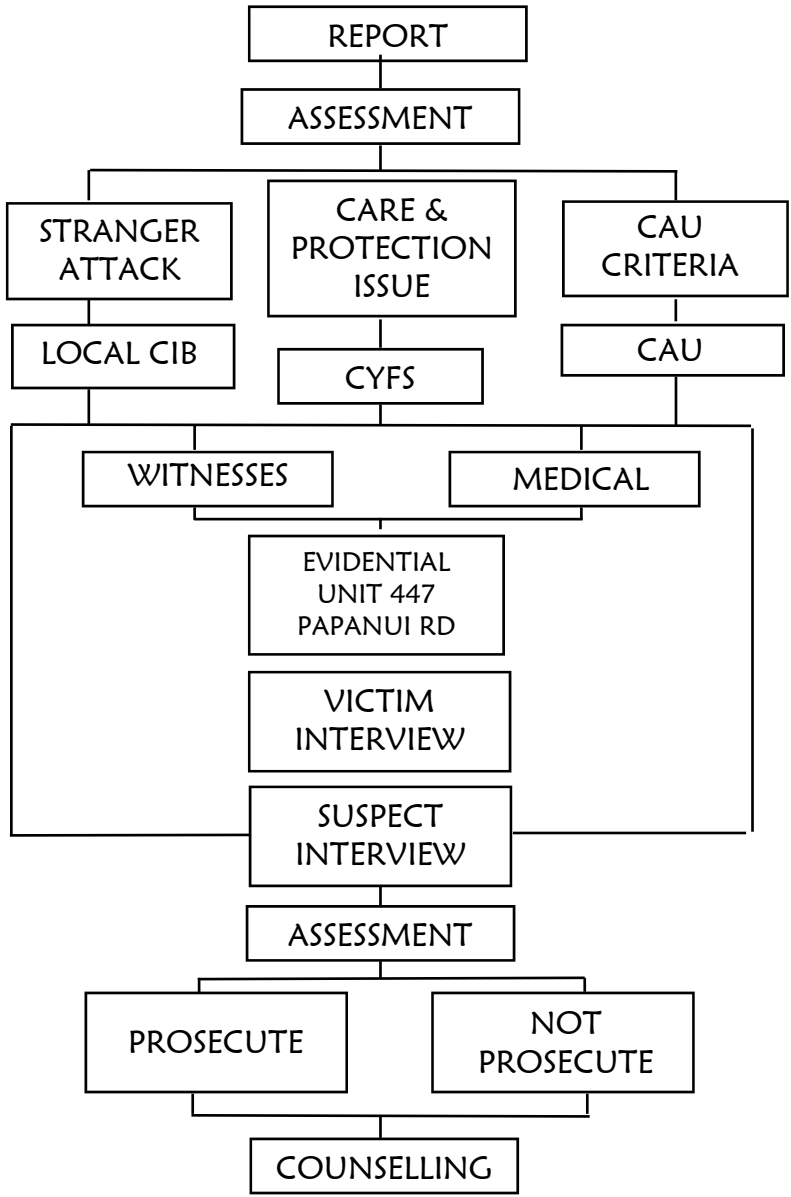 REPORT
ASSESSMENT
STRANGER
ATTACK
CARE &
PROTECTION
ISSUE
CAU
CRITERIA
LOCAL CIB
CYFS
CAU
WITNESSES
MEDICAL
EVIDENTIAL
UNIT 447
PAPANUI RD
VICTIM
INTERVIEW
SUSPECT
INTERVIEW
ASSESSMENT
PROSECUTE
NOT
PROSECUTE
COUNSELLING